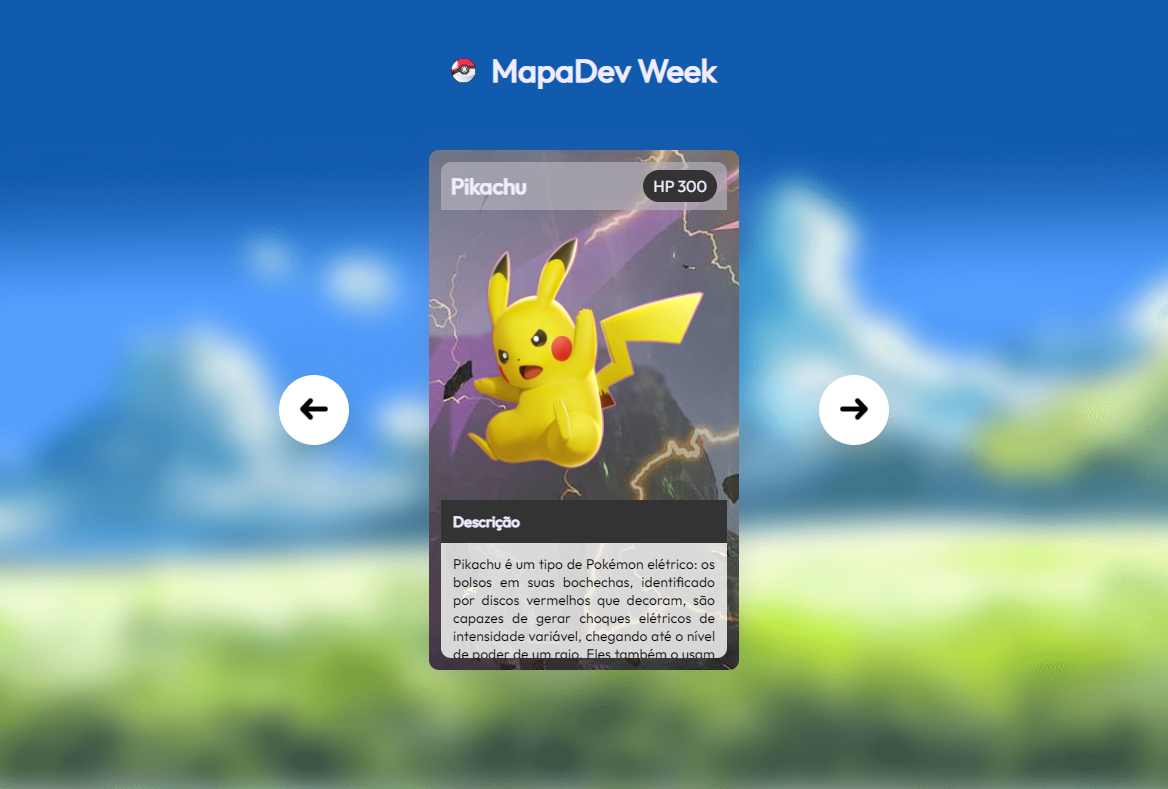 MapaDev Week
Pikachu
HP 300
Descrição
Pikachu é um tipo de Pokémon elétrico: os
bolsos em suas bochechas, identificado
por discos vermelhos que decoram, são
capazes de gerar choques elétricos de
intensidade variável, chegando até o nível
de poder de um raio. Eles também o usam